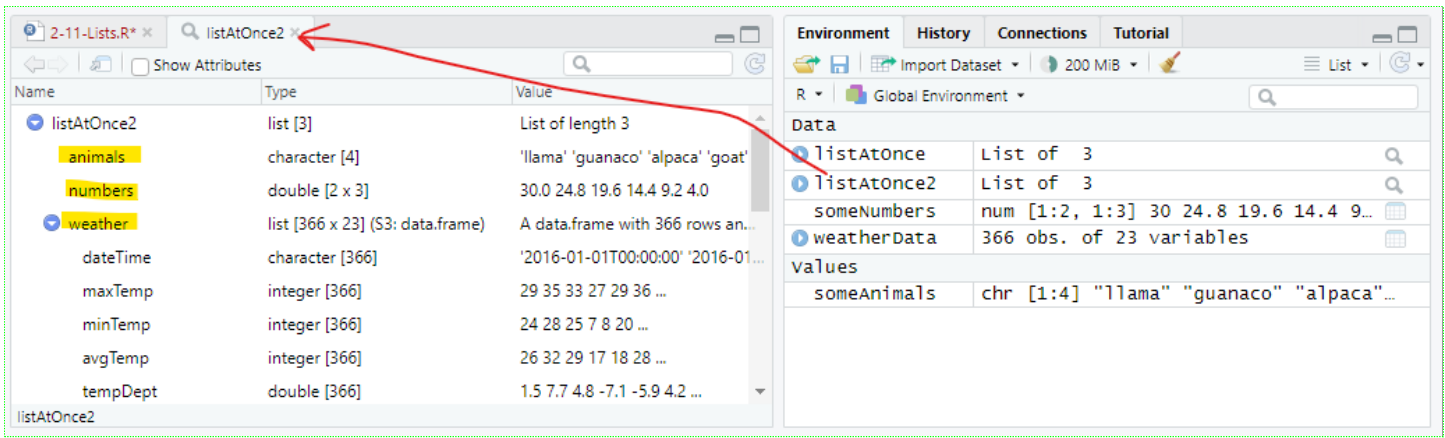 2-11-Lists.R* × listAtOnce2 ×
Show Attributes
Name Type Value
listAtOnce2 list [3] List of length 3
animals character [4] 'llama' 'guanaco' 'alpaca' 'goat'
numbers double [2 x 3] 30.0 24.8 19.6 14.4 9.2 4.0
weather list [366 x 23] (S3: data.frame) A data.frame with 366 rows an...
dateTime character [366] '2016-01-01T00:00:00' '2016-01...
maxTemp integer [366] 29 35 33 27 29 36 ...
minTemp integer [366] 24 28 25 7 8 20 ...
avgTemp integer [366] 26 32 29 17 18 28 ...
tempDept double [366] 1.5 7.7 4.8 -7.1 -5.9 4.2 ...
listAtOnce2
Environment History Connections Tutorial
Import Dataset 200 MiB List
R Global Environment
Data
listAtOnce List of 3
listAtOnce2 List of 3
someNumbers num [1:2, 1:3] 30 24.8 19.6 14.4 9…
weatherData 366 obs. of 23 variables
Values
someAnimals chr [1:4] "llama" "guanaco" "alpaca"…